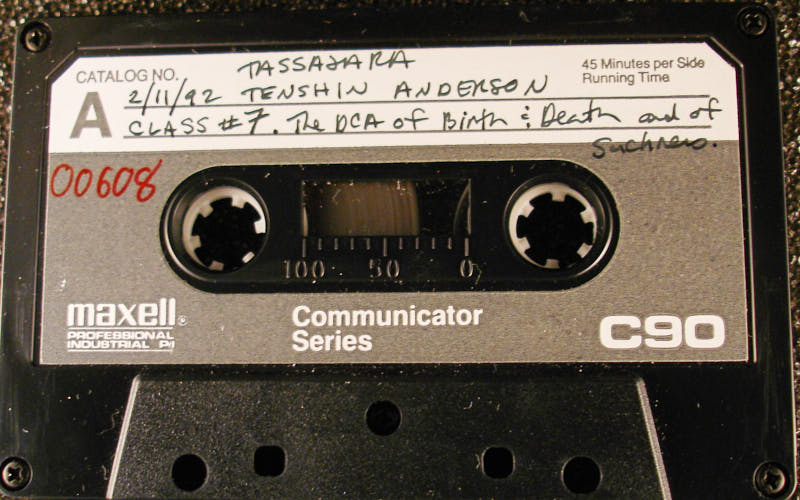 TASSAJARA
CATALOG NO.
45 Minutes per Side
Running Time
A
2/11/92 TENSHIN ANDERSON
CLASS #7. The DCA of Birth & Death and of
Suchness.
00608
100 50 0
maxell®
PROFESSIONAL
INDUSTRIAL P/I
Communicator
Series
C90